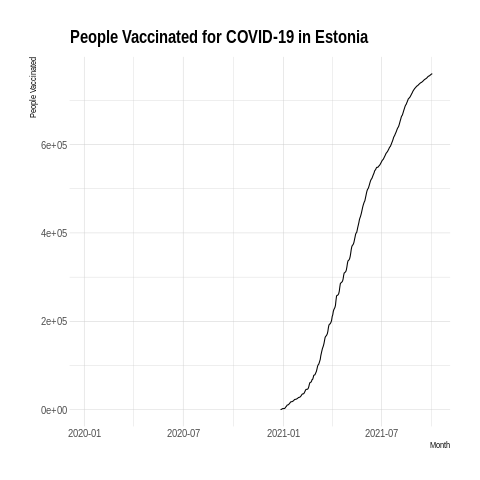 People Vaccinated for COVID-19 in Estonia
People Vaccinated
6e+05
4e+05
2e+05
0e+00
2020-01 2020-07 2021-01 2021-07
Month